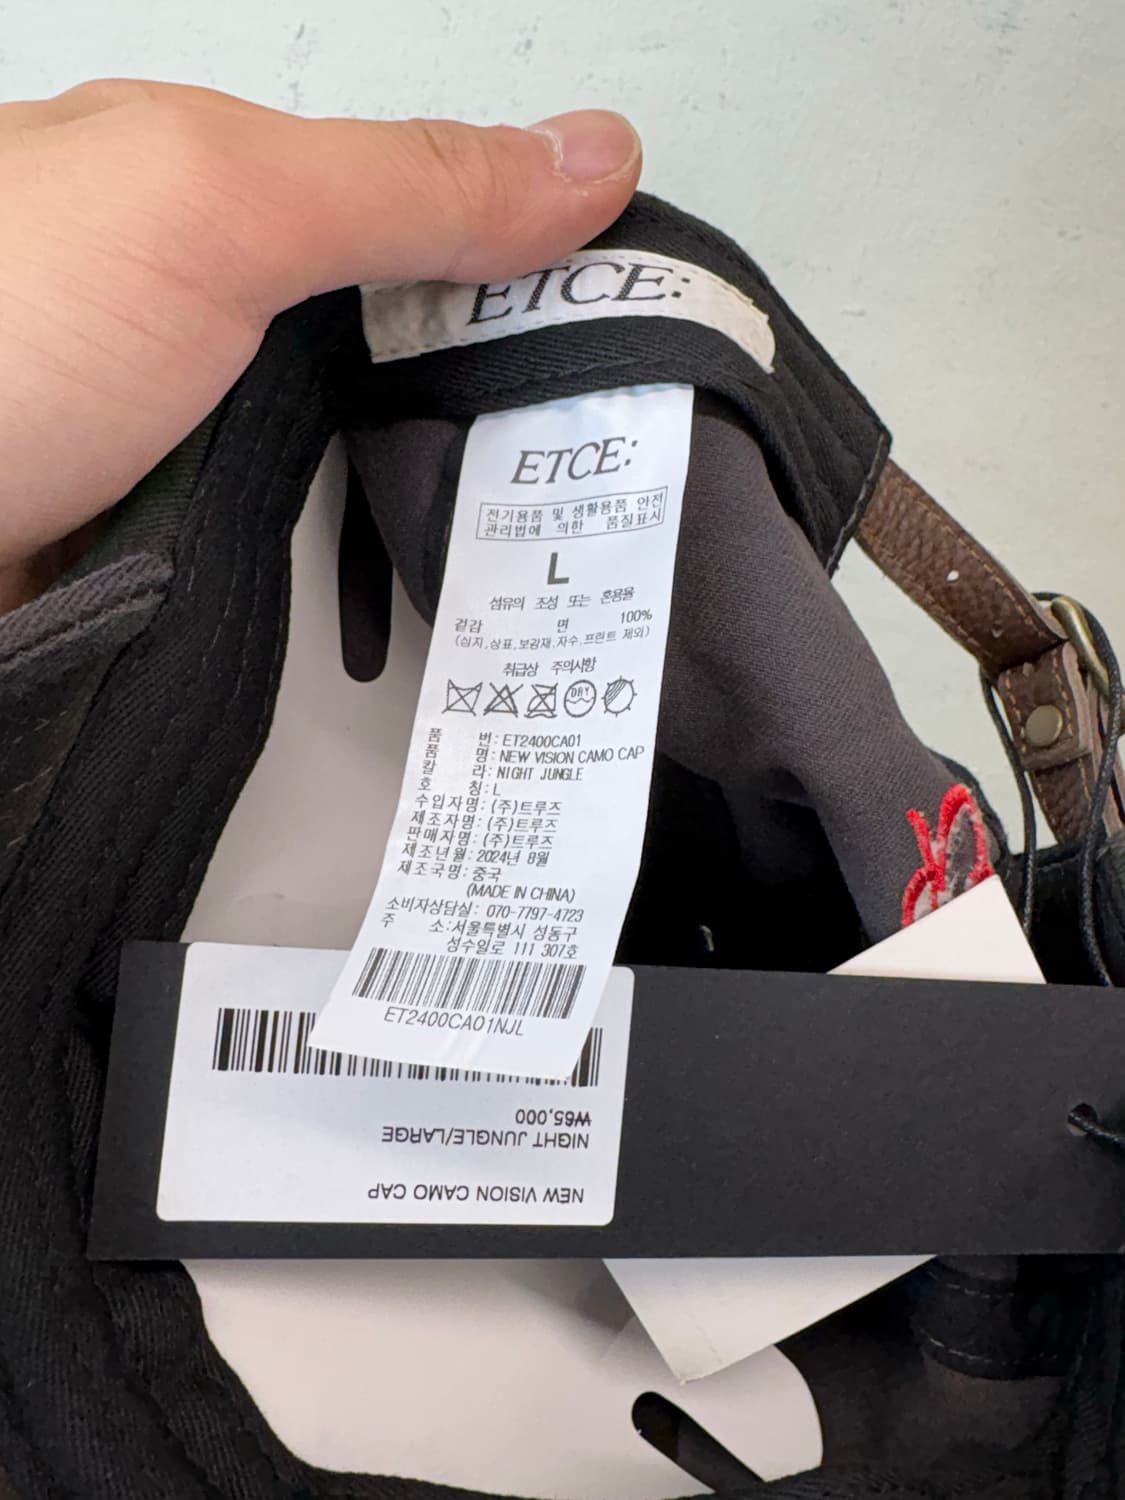 ETCE:
ETCE:
전기용품 및 생활용품 안전
관리법에 의한 품질표시
L
섬유의 조성 또는 혼용율
겉감 면 100%
(심지,상표,보강재,자수,프린트 제외)
취급상 주의사항
DRY
품 번: ET2400CA01
품 명: NEW VISION CAMO CAP
칼 라: NIGHT JUNGLE
호 칭: L
수입자명: (주)트루즈
제조자명: (주)트루즈
판매자명: (주)트루즈
제조년월: 2024년 8월
제조국명: 중국
(MADE IN CHINA)
소비자상담실: 070-7797-4723
주 소:서울특별시 성동구
성수일로 111 307호
ET2400CA01NJL
NEW VISION CAMO CAP
NIGHT JUNGLE/LARGE
₩65,000